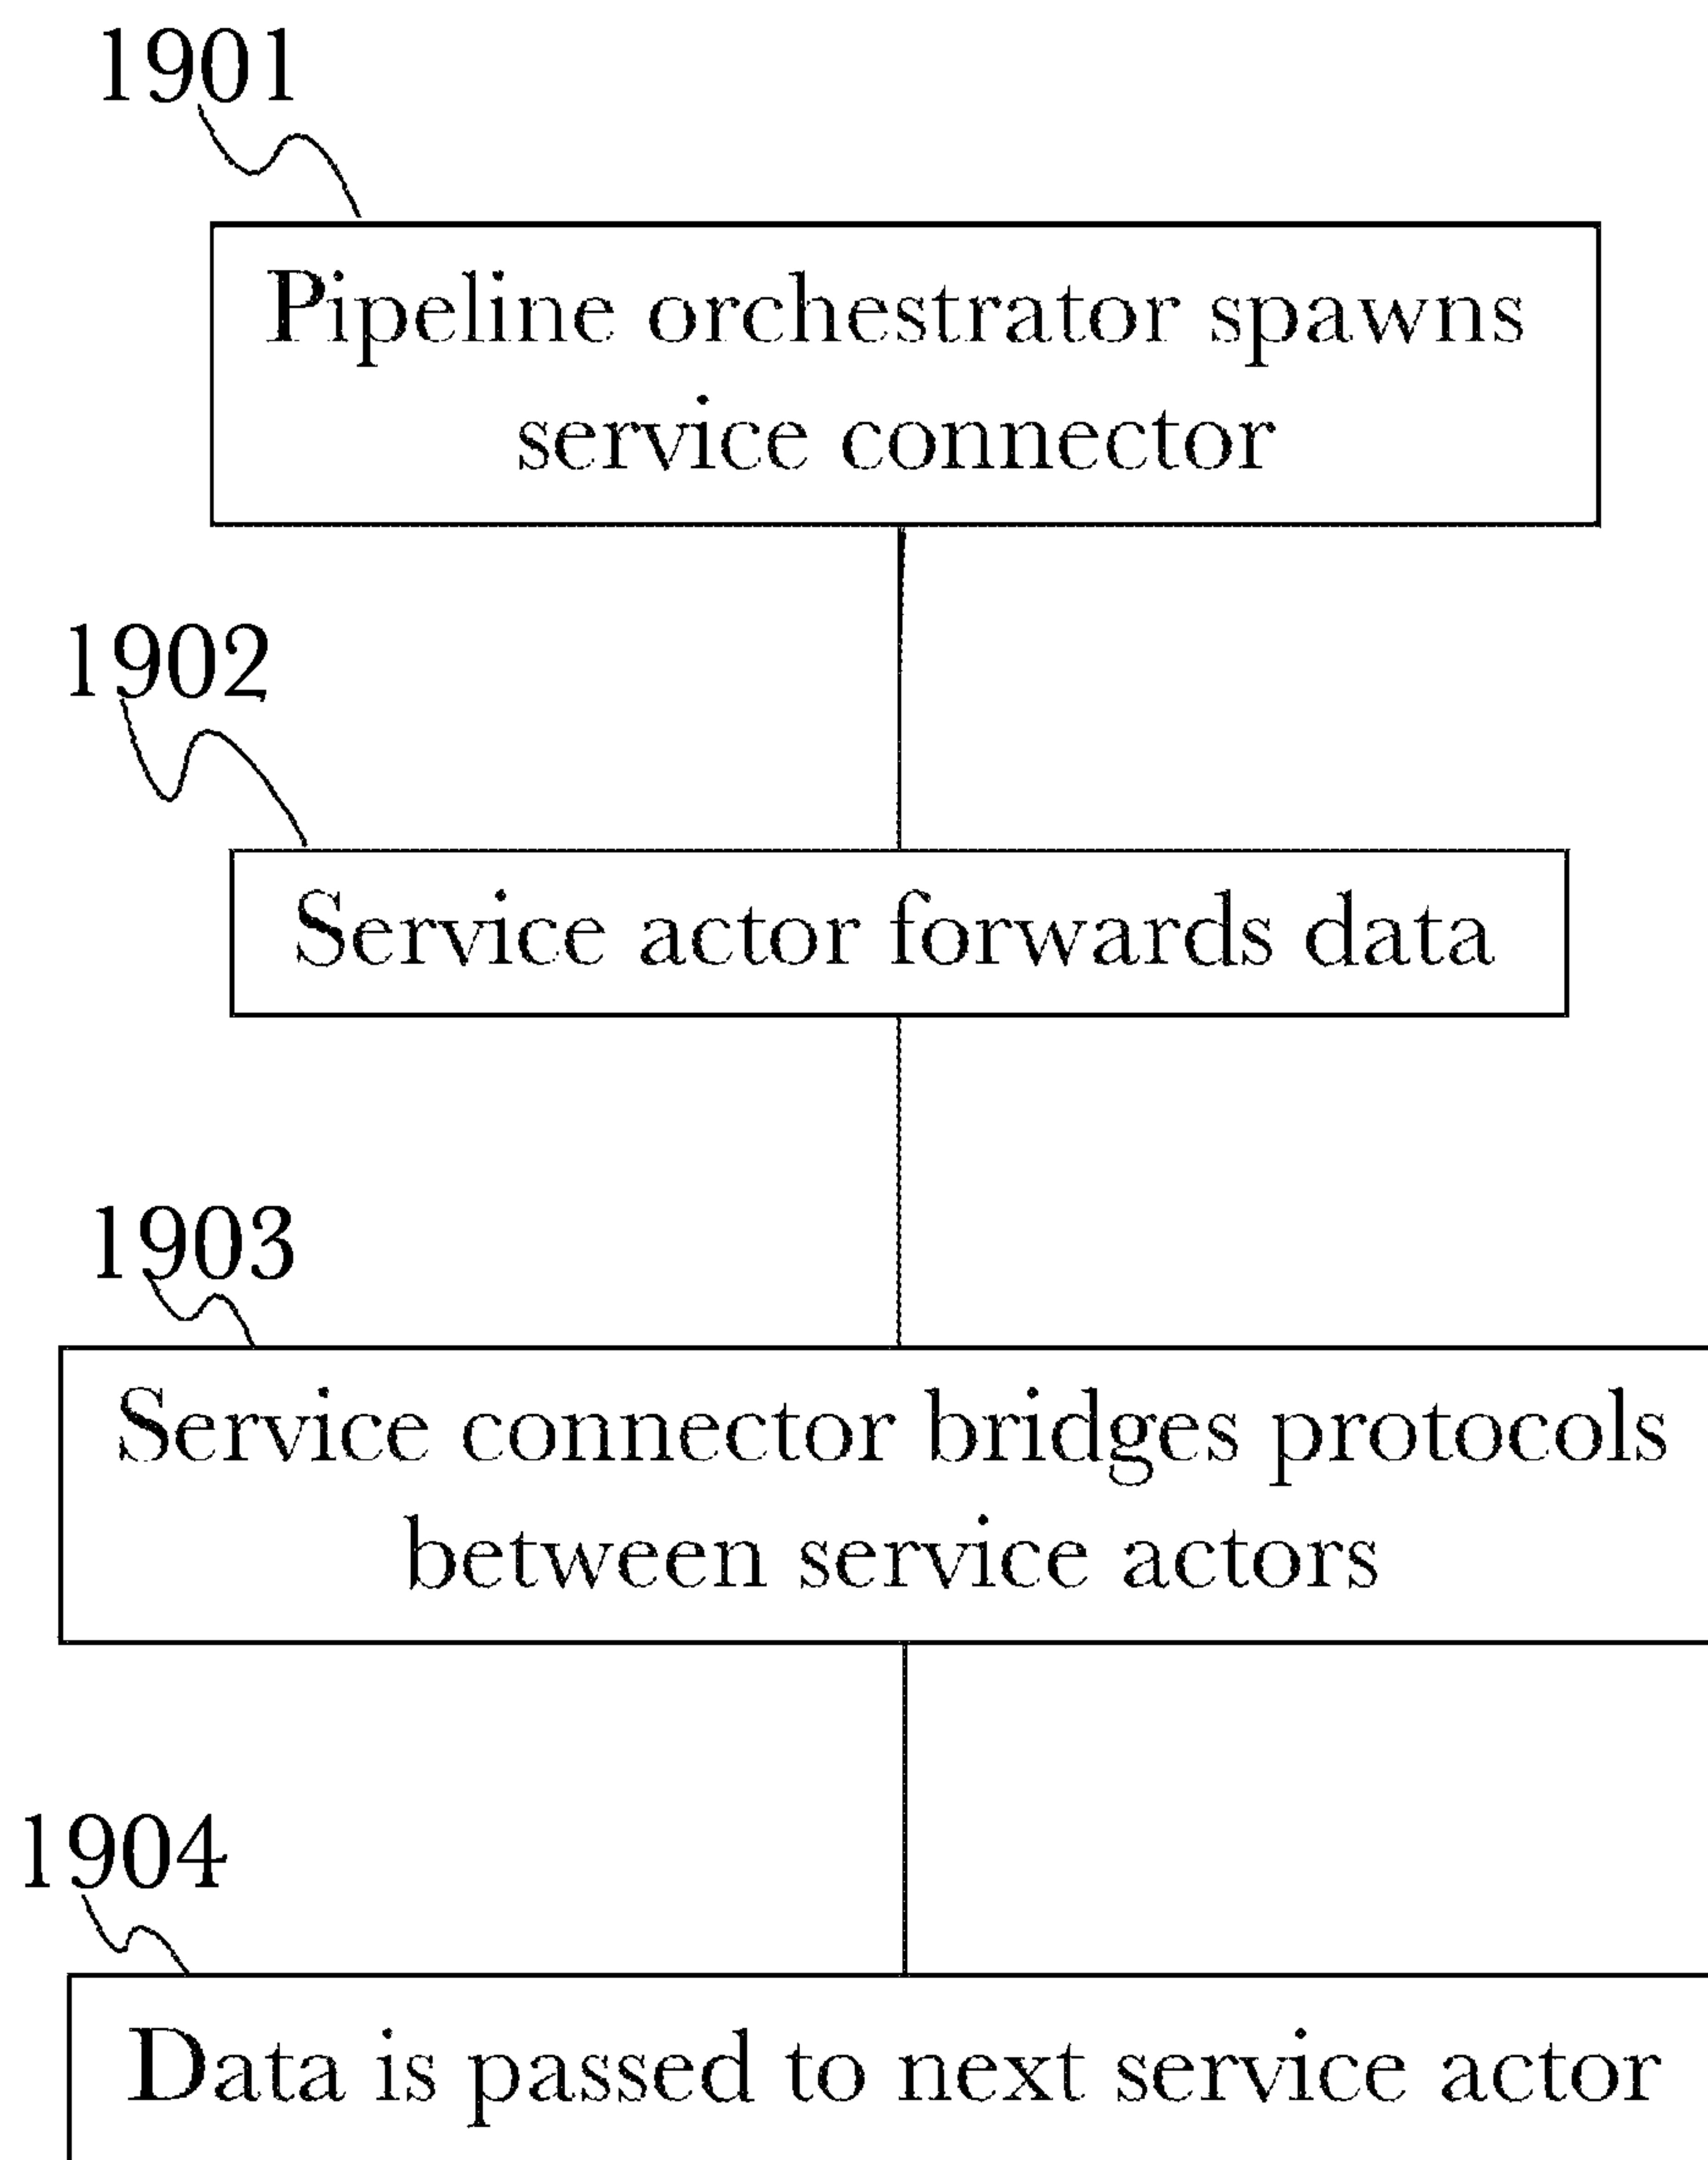 1901
Pipeline orchestrator spawns
service connector
1902
Service actor forwards data
1903
Service connector bridges protocols
between service actors
1904
Data is passed to next service actor